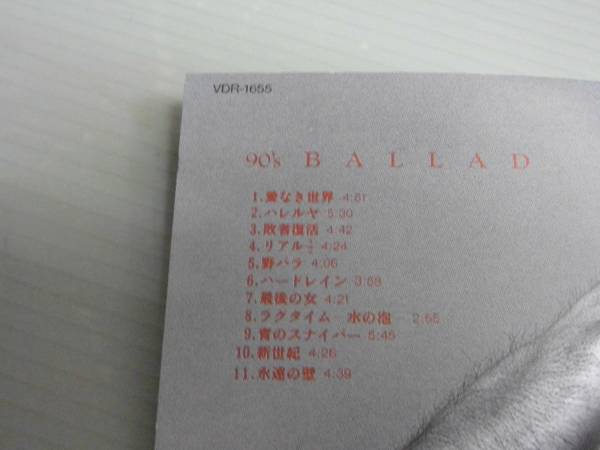 VDR-1655
90's BALLAD
1.愛なき世界 4:51
2.ハレルヤ 5:30
3.敗者復活 4:42
4.リアル 4:24
5.野バラ 4:06
6.ハードレイン 3:58
7.最後の女 4:21
8.ラグタイム 水の泡 2:55
9.宵のスナイパー 5:45
10.新世紀 4:26
11.永遠の壁 4:39